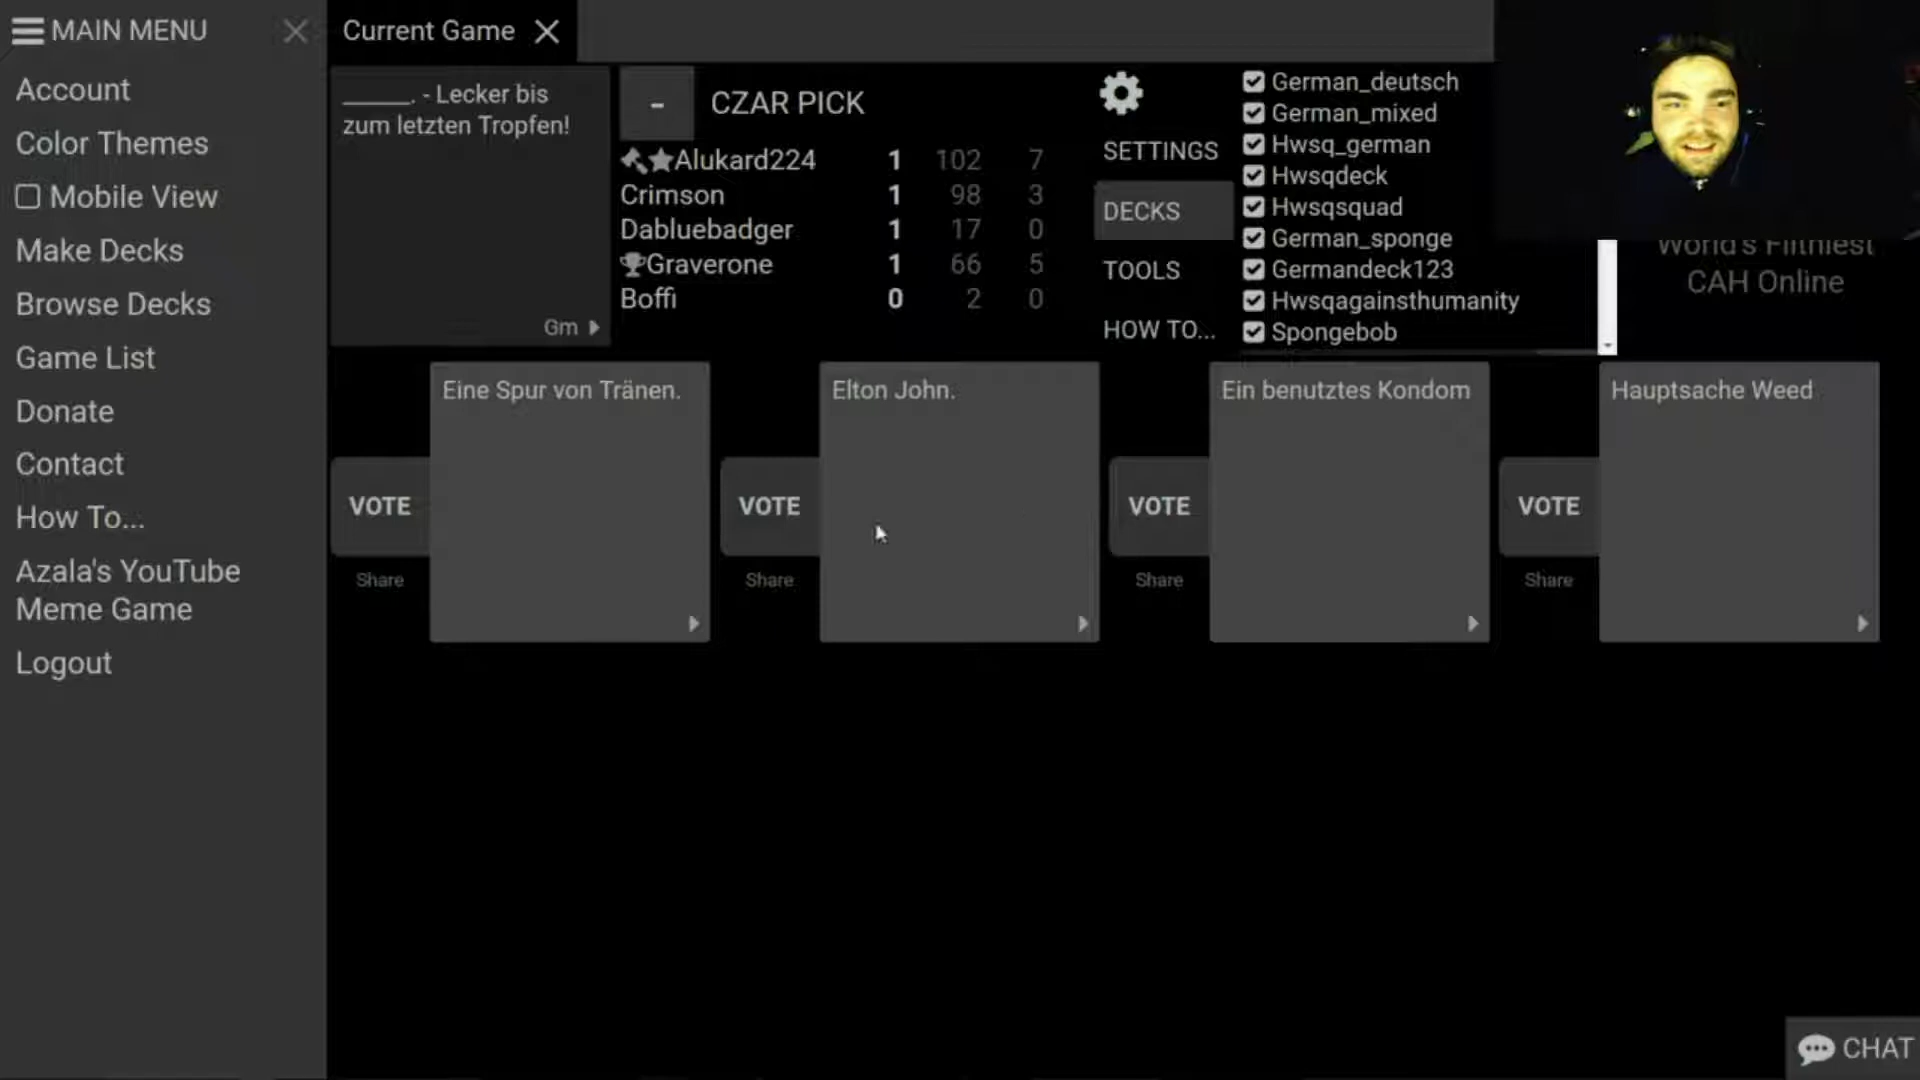 MAIN MENU
Account
Color Themes
Mobile View
Make Decks
Browse Decks
Game List
Donate
Contact
How To...
Azala's YouTube
Meme Game
Logout
Current Game
_____. - Lecker bis
zum letzten Tropfen!
Gm
- CZAR PICK
Alukard224 1 102 7
Crimson 1 98 3
Dabluebadger 1 17 0
Graverone 1 66 5
Boffi 0 2 0
SETTINGS
DECKS
TOOLS
HOW TO...
German_deutsch
German_mixed
Hwsq_german
Hwsqdeck
Hwsqsquad
German_sponge
Germandeck123
Hwsqagainsthumanity
Spongebob
World's Filthiest
CAH Online
VOTE
Share
Eine Spur von Tränen.
VOTE
Share
Elton John.
VOTE
Share
Ein benutztes Kondom
VOTE
Share
Hauptsache Weed
CHAT